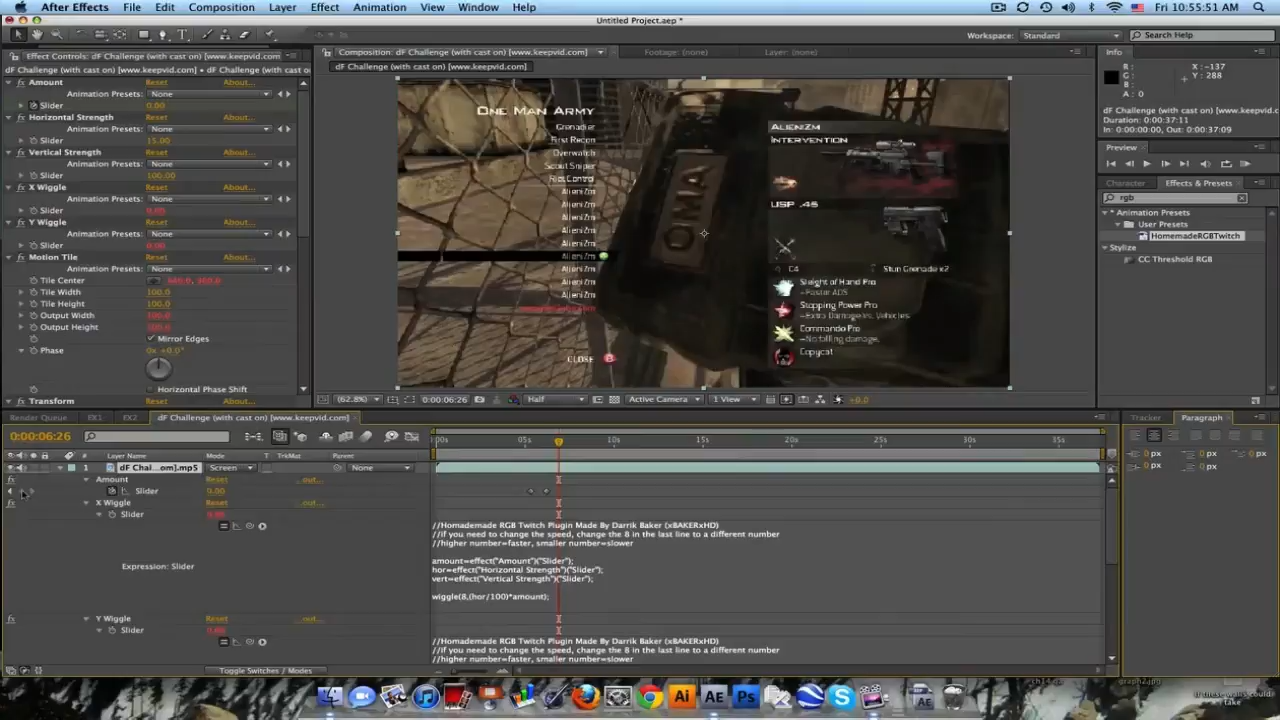 After Effects File Edit Composition Layer Effect Animation View Window Help Fri 10:55:51 AM
Untitled Project.aep *
Workspace: Standard Search Help
Effect Controls: dF Challenge (with cast on) [www.keepvid.com]
dF Challenge (with cast on) [www.keepvid.com] • dF Challenge (with cast on)
Amount Reset About...
Animation Presets: None
Slider 0.00
Horizontal Strength Reset About...
Animation Presets: None
Slider 15.00
Vertical Strength Reset About...
Animation Presets: None
Slider 100.00
X Wiggle Reset About...
Animation Presets: None
Slider 0.00
Y Wiggle Reset About...
Animation Presets: None
Slider 0.00
Motion Tile Reset About...
Animation Presets: None
Tile Center 640.0, 360.0
Tile Width 100.0
Tile Height 100.0
Output Width
Output Height
Mirror Edges
Phase 0x +0.0°
Horizontal Phase Shift
Transform Reset About...
Composition: dF Challenge (with cast on) [www.keepvid.com] Footage: (none) Layer: (none)
dF Challenge (with cast on) [www.keepvid.com]
One Man Army
Grenadier
First Recon
Overwatch
Scout Sniper
Riot Control
AlieniZm
AlieniZm
AlieniZm
AlieniZm
AlieniZm
AlieniZm
AlieniZm
AlieniZm
AlieniZm
CLOSE B
OMA
AlieniZm
Intervention
USP .45
C4 Stun Grenade x2
Sleight of Hand Pro
-Faster ADS
Stopping Power Pro
-Extra Damage vs. Vehicles
Commando Pro
-No falling damage.
Copycat
(62.8%) 0:00:06:26 Half Active Camera 1 View +0.0
Info
R:
G:
B:
A: 0
X: -137
Y: 288
dF Challenge (with cast on) [www.keepvid.com]
Duration: 0:00:37:11
In: 0:00:00:00, Out: 0:00:37:09
Preview
Character Effects & Presets
rgb
* Animation Presets
User Presets
HomemadeRGBTwitch
Stylize
CC Threshold RGB
Render Queue EX1 EX2 dF Challenge (with cast on) [www.keepvid.com]
0:00:06:26
:00s 05s 10s 15s 20s 25s 30s 35s
# Layer Name Mode T TrkMat Parent
1 dF Chal...om].mp5 Screen None
Amount Reset ...out...
Slider 0.00
X Wiggle Reset ...out...
Slider 0.00
Expression: Slider
//Homademade RGB Twitch Plugin Made By Darrik Baker (xBAKERxHD)
//if you need to change the speed, change the 8 in the last line to a different number
//higher number=faster, smaller number=slower
amount=effect("Amount")("Slider");
hor=effect("Horizontal Strength")("Slider");
vert=effect("Vertical Strength")("Slider");
wiggle(8,(hor/100)*amount);
Y Wiggle Reset ...out...
Slider 0.00
//Homademade RGB Twitch Plugin Made By Darrik Baker (xBAKERxHD)
//if you need to change the speed, change the 8 in the last line to a different number
//higher number=faster, smaller number=slower
Toggle Switches / Modes
Tracker Paragraph
0 px 0 px
0 px 0 px
0 px
Ai AE Ps